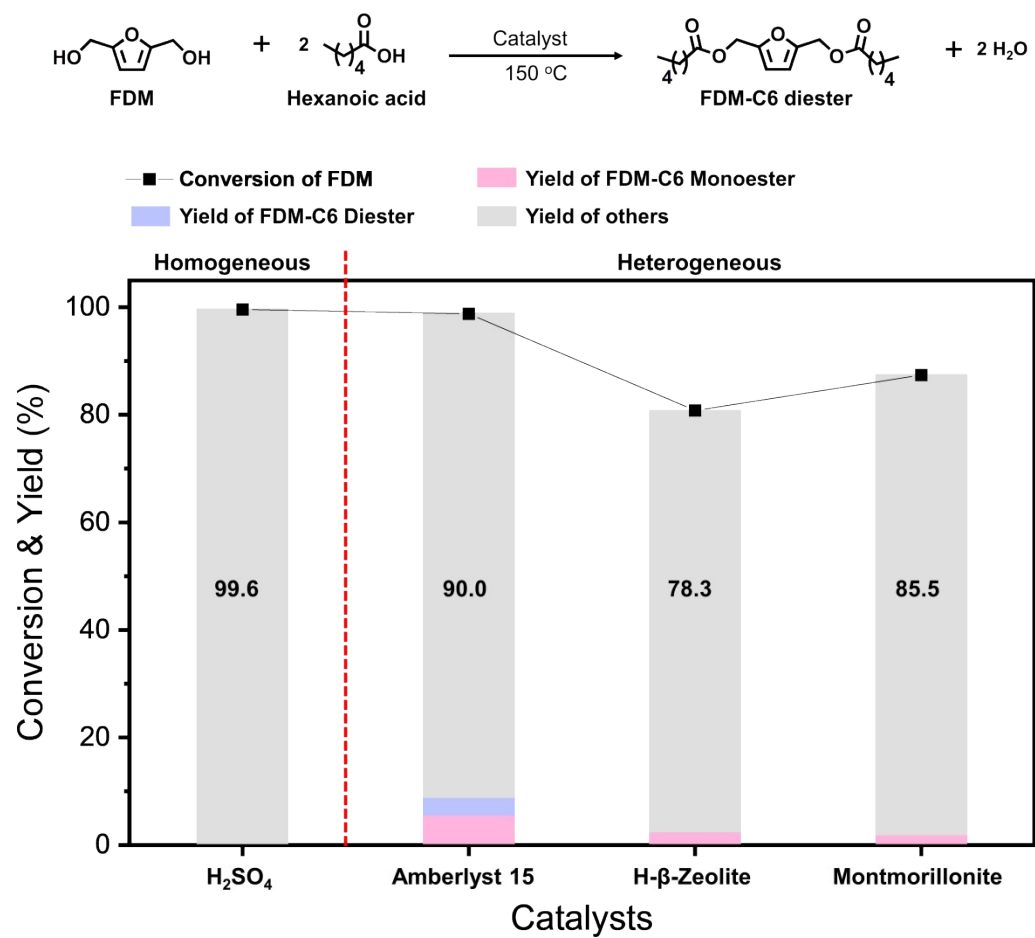 HO O OH + 2 4 O OH Catalyst 4 O O O O O 4 + 2 H₂O
150 °C
FDM Hexanoic acid FDM-C6 diester
Conversion of FDM Yield of FDM-C6 Monoester
Yield of FDM-C6 Diester Yield of others
Homogeneous Heterogeneous
100
80
60
40
20
0
Conversion & Yield (%)
99.6 90.0 78.3 85.5
H₂SO₄ Amberlyst 15 H-β-Zeolite Montmorillonite
Catalysts